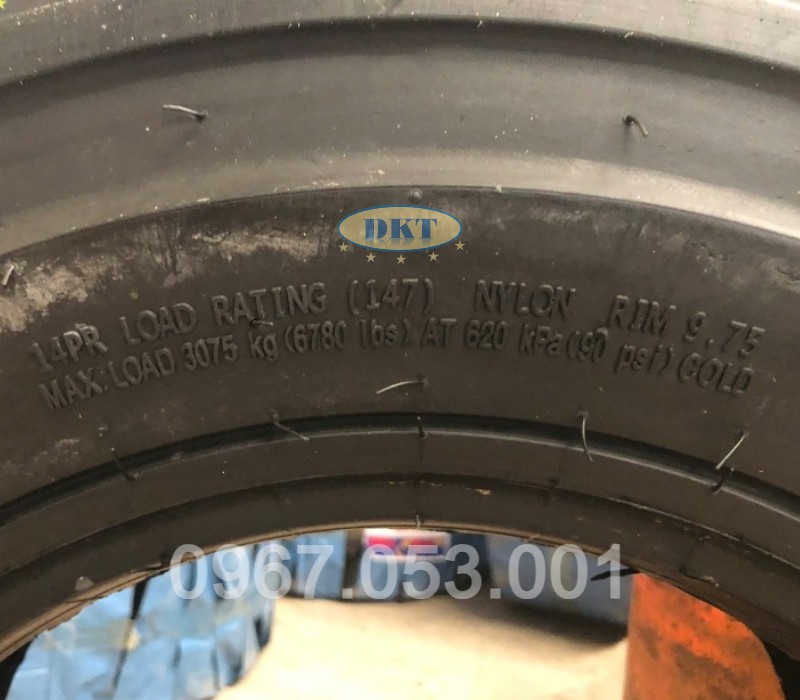 DKT
14PR LOAD RATING (147) NYLON RIM 9.75
MAX.LOAD 3075 kg (6780 lbs) AT 620 kPa (90 psi) COLD
0967.053.001